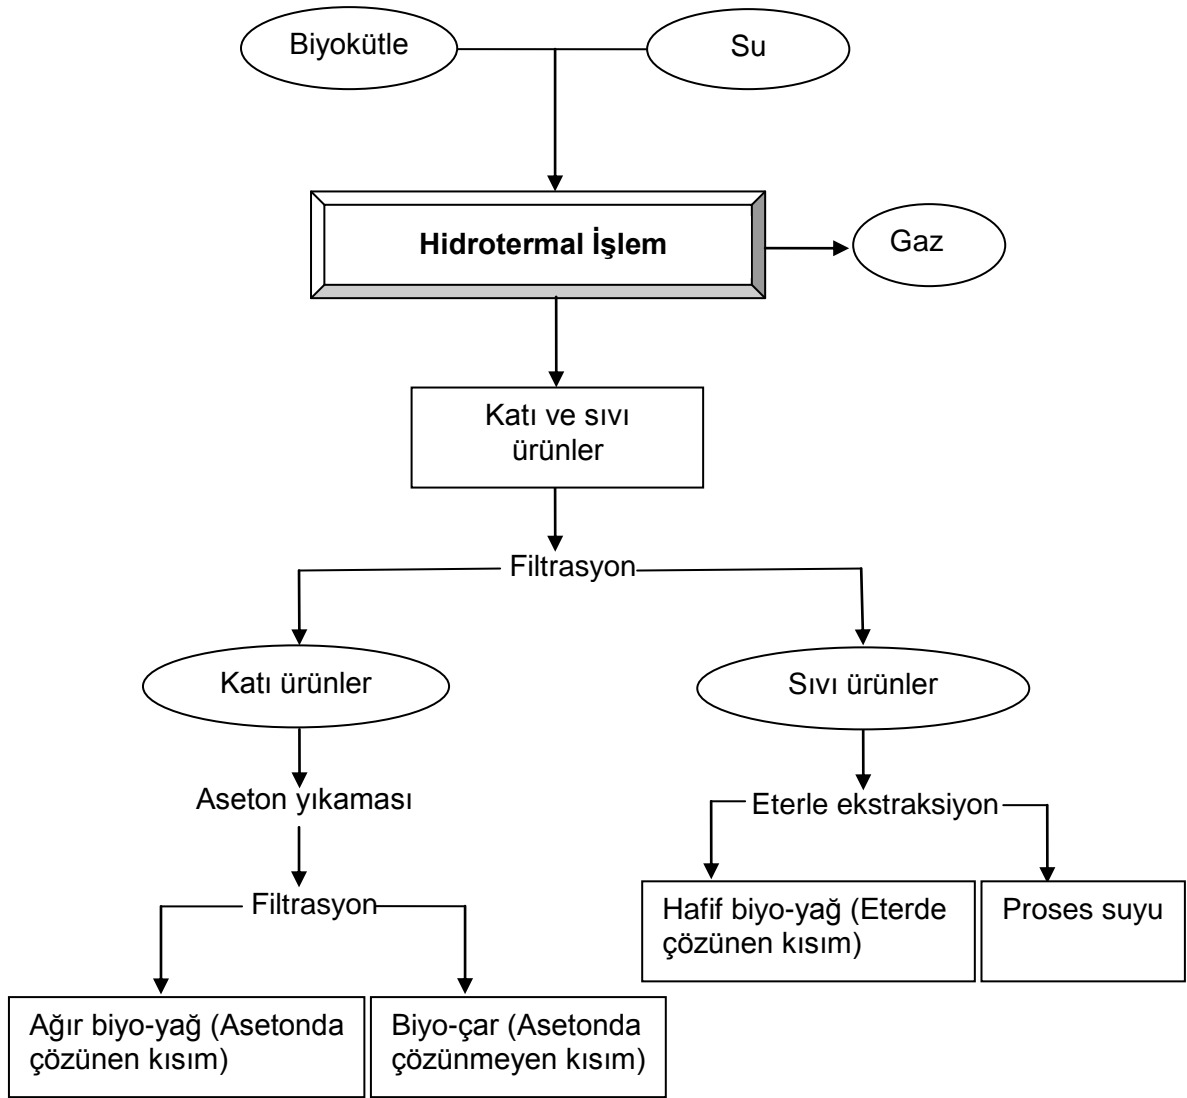 Biyokütle
Su
Hidrotermal İşlem
Gaz
Katı ve sıvı
ürünler
Filtrasyon
Katı ürünler
Sıvı ürünler
Aseton yıkaması
Eterle ekstraksiyon
Filtrasyon
Hafif biyo-yağ (Eterde
çözünen kısım)
Proses suyu
Ağır biyo-yağ (Asetonda
çözünen kısım)
Biyo-çar (Asetonda
çözünmeyen kısım)